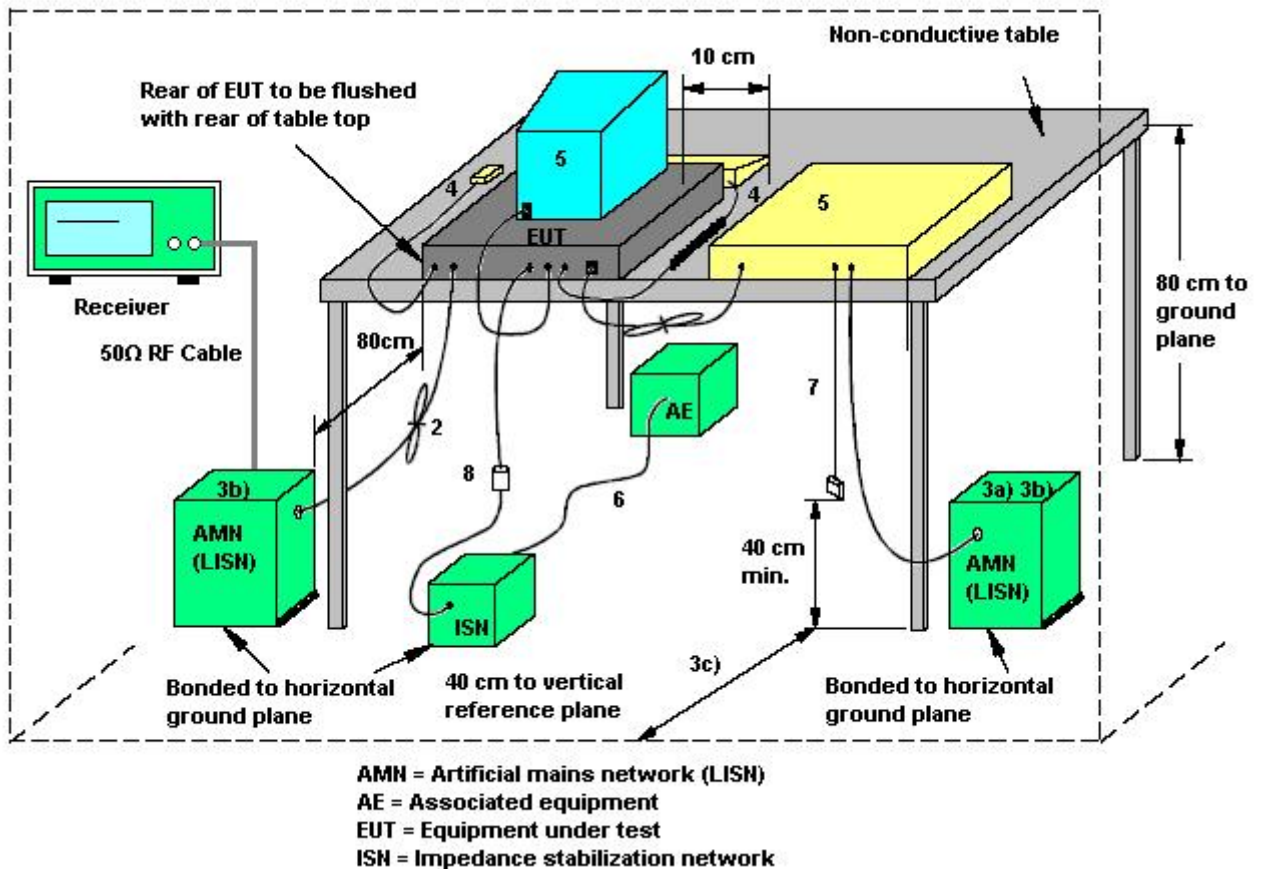 Non-conductive table
10 cm
Rear of EUT to be flushed
with rear of table top
5
4
4
5
EUT
Receiver
80 cm to
ground
plane
50Ω RF Cable
80cm
7
AE
2
8
3b)
6
3a) 3b)
AMN
(LISN)
40 cm
min.
AMN
(LISN)
ISN
3c)
Bonded to horizontal
ground plane
40 cm to vertical
reference plane
Bonded to horizontal
ground plane
AMN = Artificial mains network (LISN)
AE = Associated equipment
EUT = Equipment under test
ISN = Impedance stabilization network